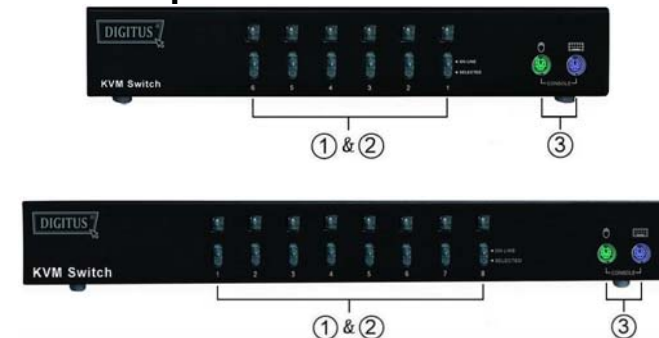 DIGITUS®
KVM Switch
ON-LINE
SELECTED
6 5 4 3 2 1
CONSOLE
①&② ③
DIGITUS®
KVM Switch
ON-LINE
SELECTED
1 2 3 4 5 6 7 8
CONSOLE
①&② ③